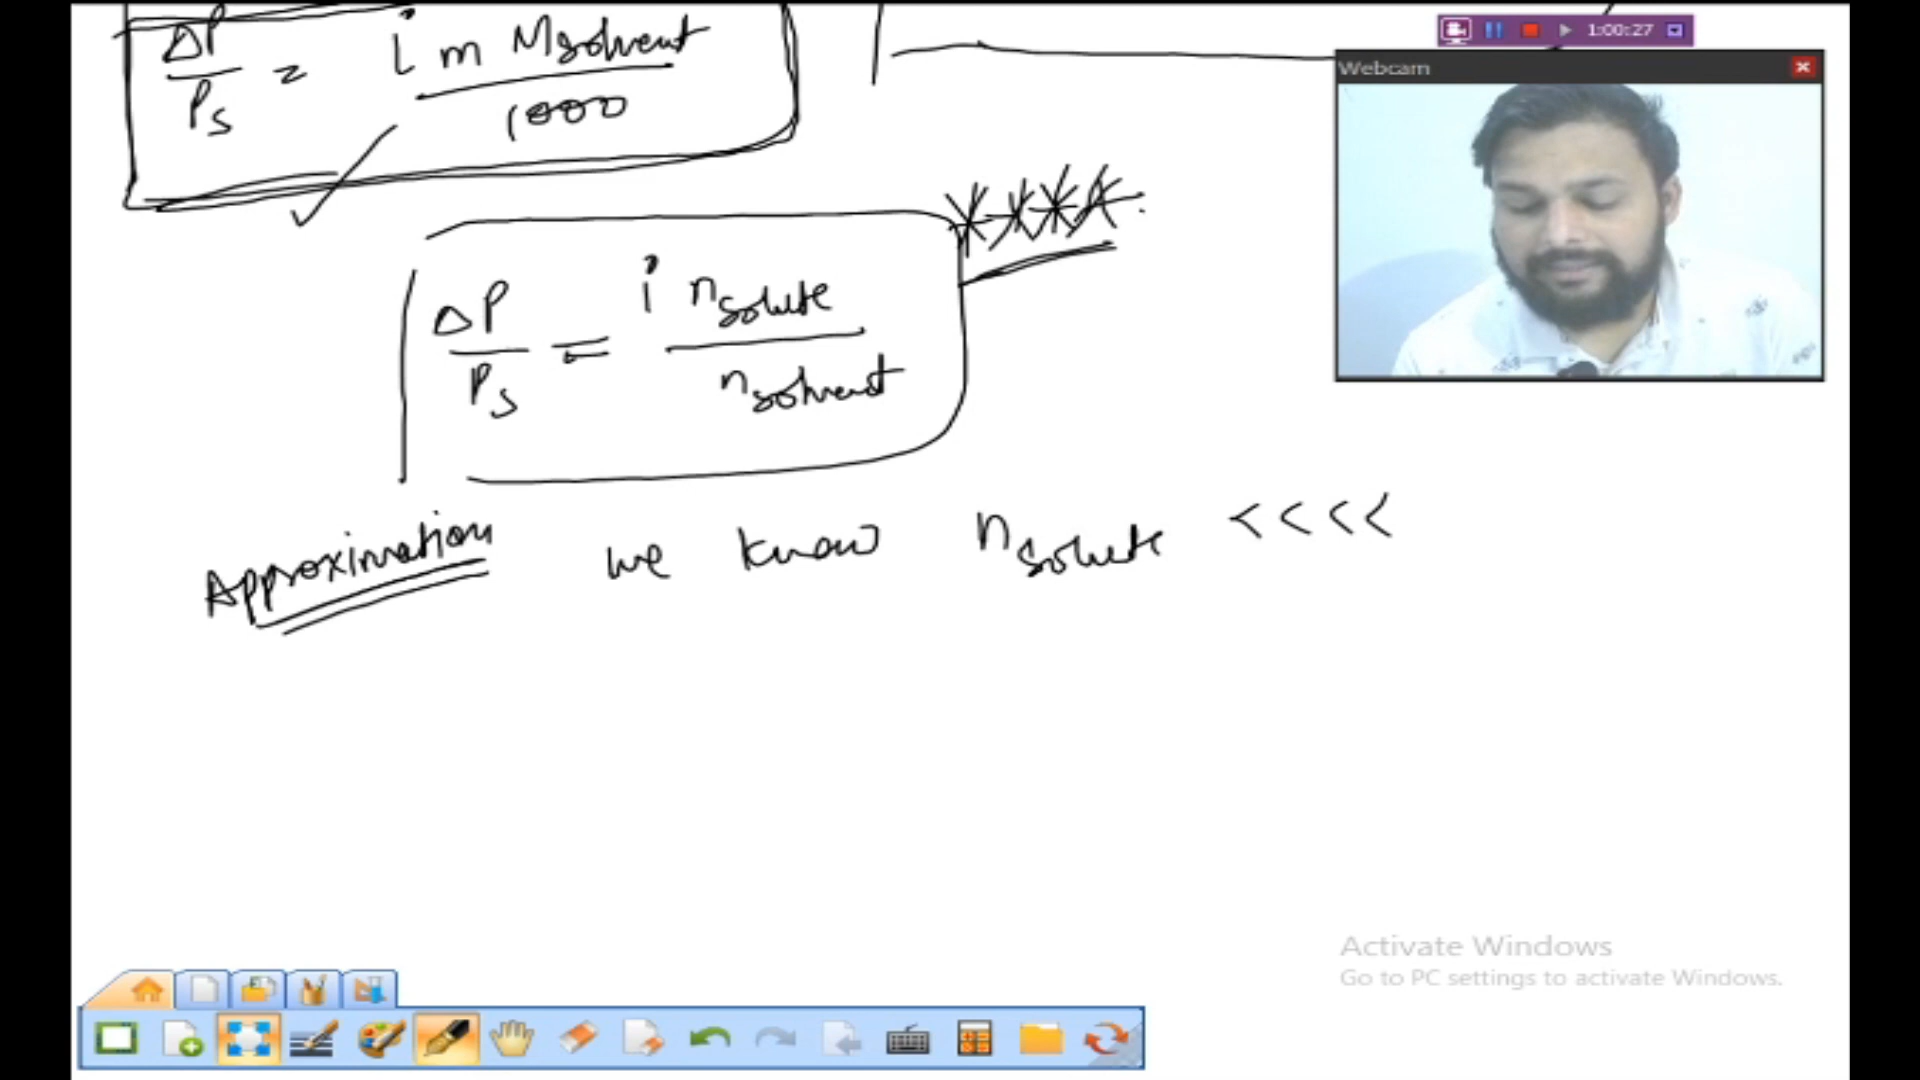 1:00:27
Webcam
ΔP/Ps = i m Msolvent/1000
ΔP/Ps = i nsolute/nsolvent
Approximation we know nsolute <<<<
Activate Windows
Go to PC settings to activate Windows.